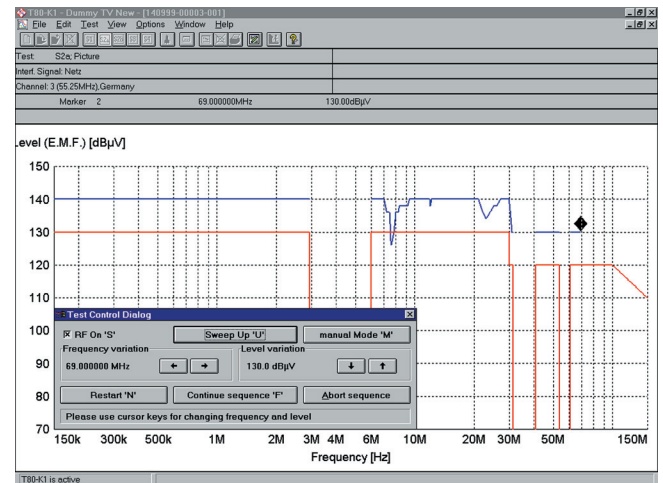 T80-K1 - Dummy TV New - [140999-00003-001]
File Edit Test View Options Window Help
Test: S2a; Picture
Interf. Signal: Netz
Channel: 3 (55.25MHz),Germany
Marker 2 69.000000MHz 130.00dBµV
Level (E.M.F.) [dBµV]
150
140
130
120
110
100
90
80
70
Test Control Dialog
RF On 'S' Sweep Up 'U' manual Mode 'M'
Frequency variation Level variation
69.000000 MHz 130.0 dBµV
Restart 'N' Continue sequence 'F' Abort sequence
Please use cursor keys for changing frequency and level
150k 300k 500k 1M 2M 3M 4M 6M 10M 20M 30M 50M 150M
Frequency [Hz]
T80-K1 is active